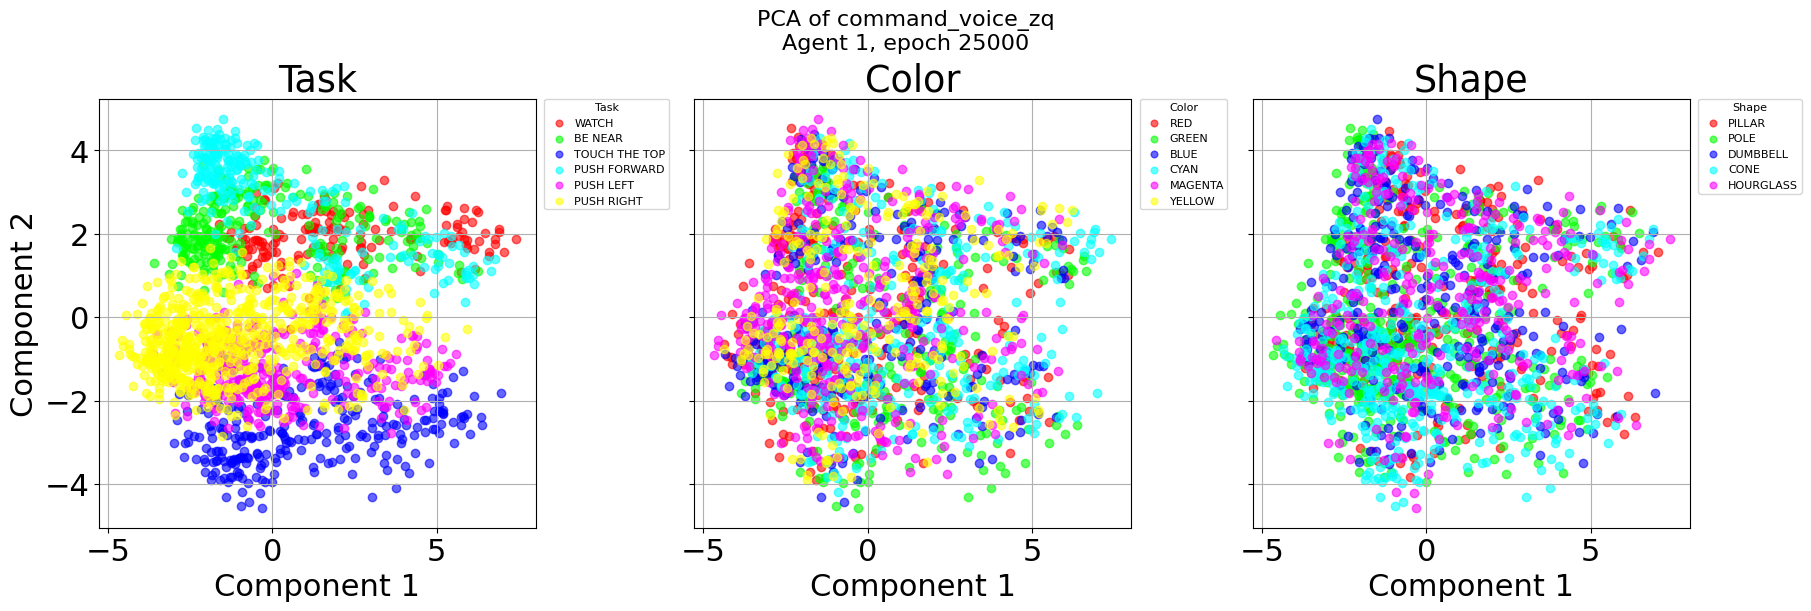 PCA of command_voice_zq
Agent 1, epoch 25000
Task
Color
Shape
Task
WATCH
BE NEAR
TOUCH THE TOP
PUSH FORWARD
PUSH LEFT
PUSH RIGHT
Color
RED
GREEN
BLUE
CYAN
MAGENTA
YELLOW
Shape
PILLAR
POLE
DUMBBELL
CONE
HOURGLASS
Component 2
4
2
0
−2
−4
−5 0 5
−5 0 5
−5 0 5
Component 1
Component 1
Component 1